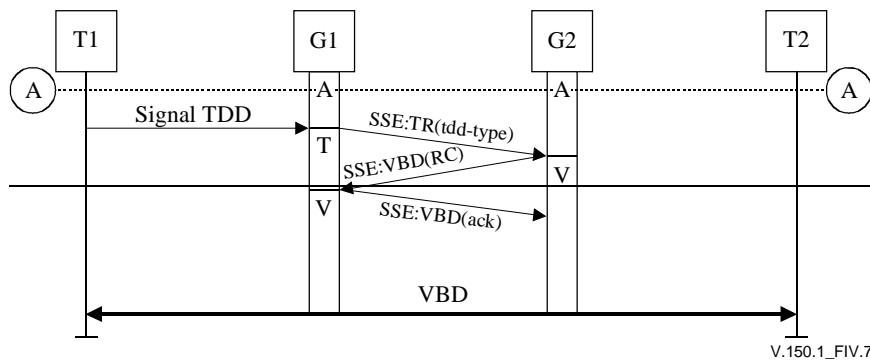 T1 G1 G2 T2
A A A A
Signal TDD
SSE:TR(tdd-type)
T
SSE:VBD(RC)
V
V
SSE:VBD(ack)
VBD
V.150.1_FIV.7